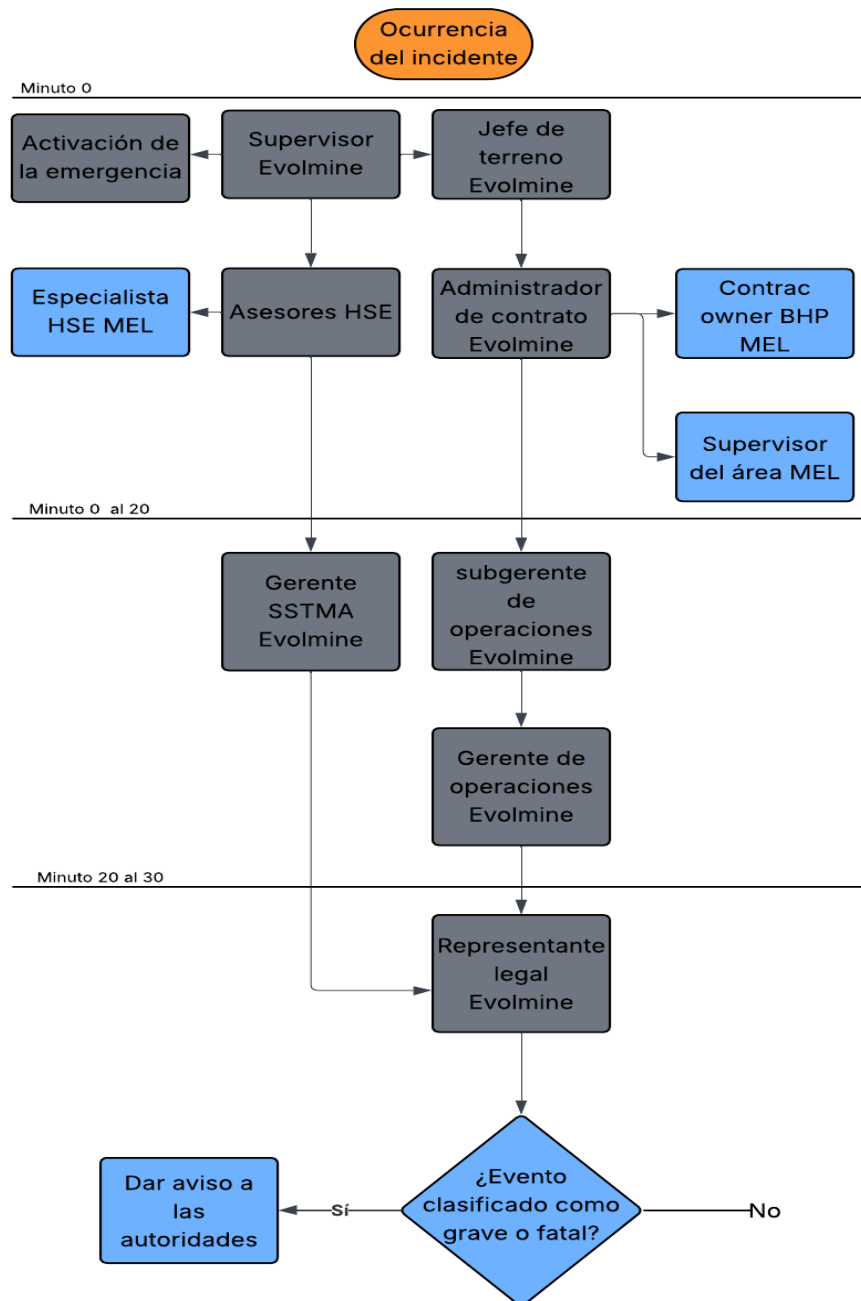 Ocurrencia
del incidente
Minuto 0
Activación de
la emergencia
Supervisor
Evolmine
Jefe de
terreno
Evolmine
Especialista
HSE MEL
Asesores HSE
Administrador
de contrato
Evolmine
Contrac
owner BHP
MEL
Supervisor
del área MEL
Minuto 0 al 20
Gerente
SSTMA
Evolmine
subgerente
de
operaciones
Evolmine
Gerente de
operaciones
Evolmine
Minuto 20 al 30
Representante
legal
Evolmine
Dar aviso a
las
autoridades
Sí
¿Evento
clasificado como
grave o fatal?
No